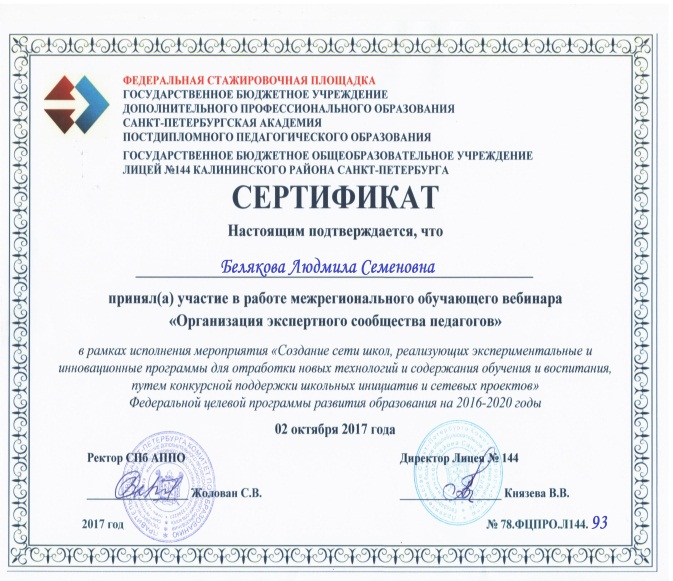 ФЕДЕРАЛЬНАЯ СТАЖИРОВОЧНАЯ ПЛОЩАДКА
ГОСУДАРСТВЕННОЕ БЮДЖЕТНОЕ УЧРЕЖДЕНИЕ
ДОПОЛНИТЕЛЬНОГО ПРОФЕССИОНАЛЬНОГО ОБРАЗОВАНИЯ
САНКТ-ПЕТЕРБУРГСКАЯ АКАДЕМИЯ
ПОСТДИПЛОМНОГО ПЕДАГОГИЧЕСКОГО ОБРАЗОВАНИЯ
ГОСУДАРСТВЕННОЕ БЮДЖЕТНОЕ ОБЩЕОБРАЗОВАТЕЛЬНОЕ УЧРЕЖДЕНИЕ
ЛИЦЕЙ №144 КАЛИНИНСКОГО РАЙОНА САНКТ-ПЕТЕРБУРГА
СЕРТИФИКАТ
Настоящим подтверждается, что
Белякова Людмила Семеновна
принял(а) участие в работе межрегионального обучающего вебинара
«Организация экспертного сообщества педагогов»
в рамках исполнения мероприятия «Создание сети школ, реализующих экспериментальные и
инновационные программы для отработки новых технологий и содержания обучения и воспитания,
путем конкурсной поддержки школьных инициатив и сетевых проектов»
Федеральной целевой программы развития образования на 2016-2020 годы
02 октября 2017 года
Ректор СПб АППО
Директор Лицея № 144
Жолован С.В.
Князева В.В.
2017 год
№ 78.ФЦПРО.Л144. 93